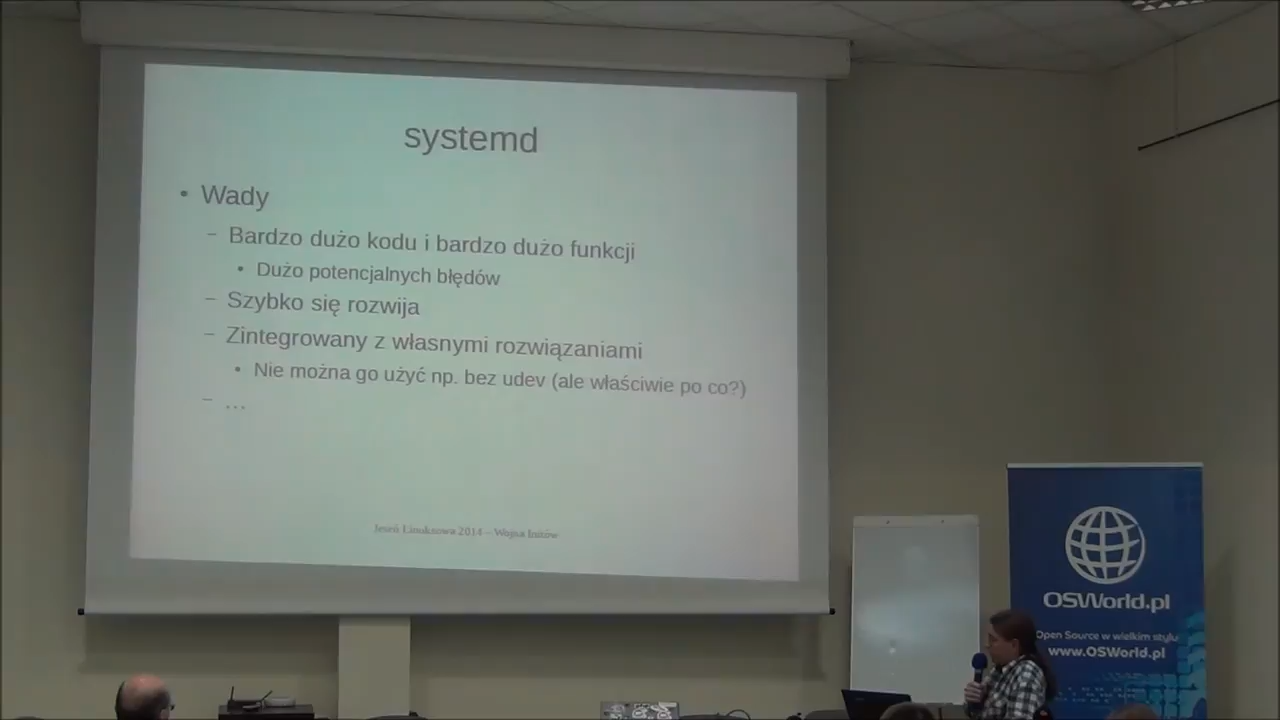 systemd
• Wady
– Bardzo dużo kodu i bardzo dużo funkcji
• Dużo potencjalnych błędów
– Szybko się rozwija
– Zintegrowany z własnymi rozwiązaniami
• Nie można go użyć np. bez udev (ale właściwie po co?)
– ...
Jesień Linuksowa 2014 – Wojna Initów
OSWorld.pl
Open Source w wielkim stylu
www.OSWorld.pl